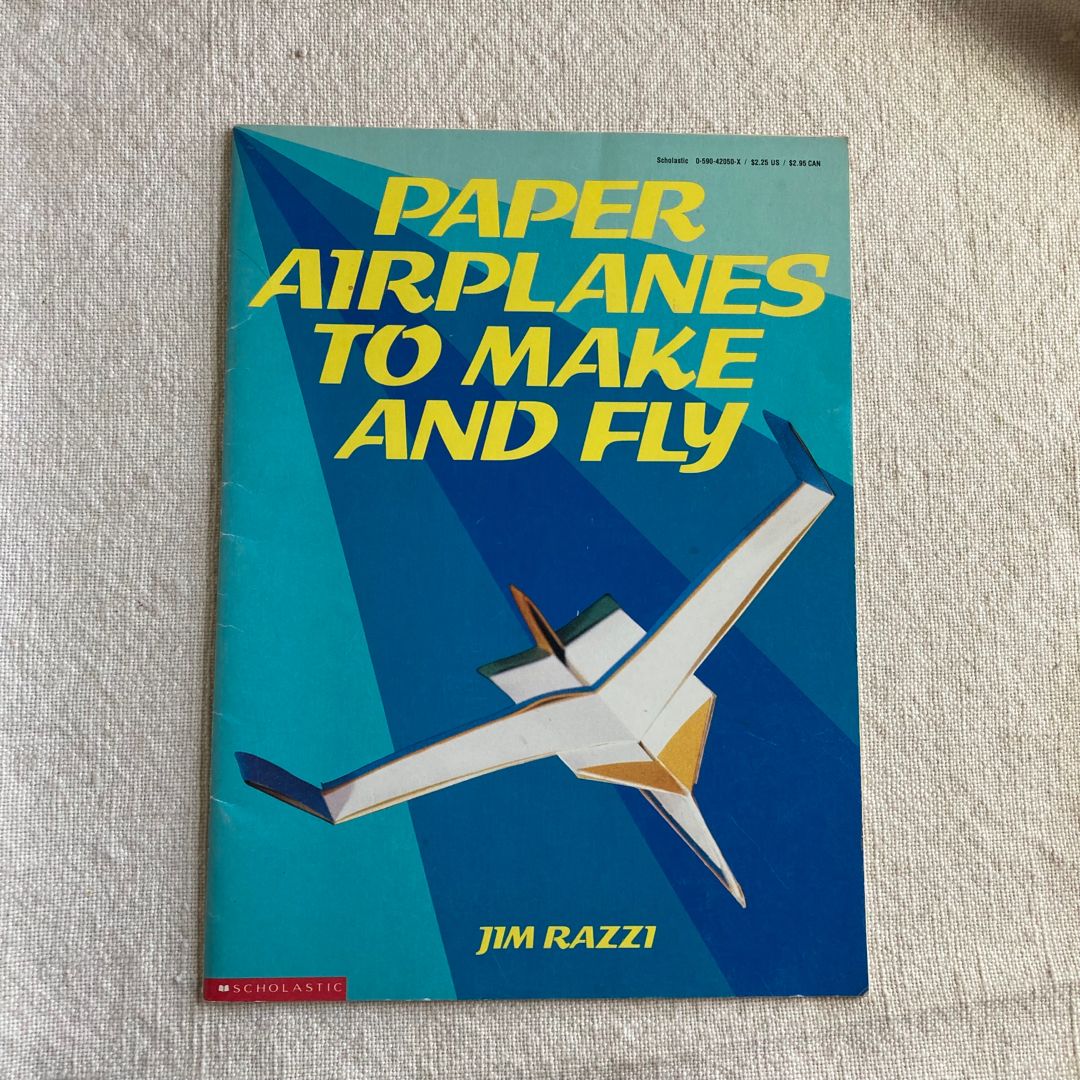 Scholastic 0-590-42050-X / $2.25 US / $2.95 CAN
PAPER
AIRPLANES
TO MAKE
AND FLY
JIM RAZZI
SCHOLASTIC